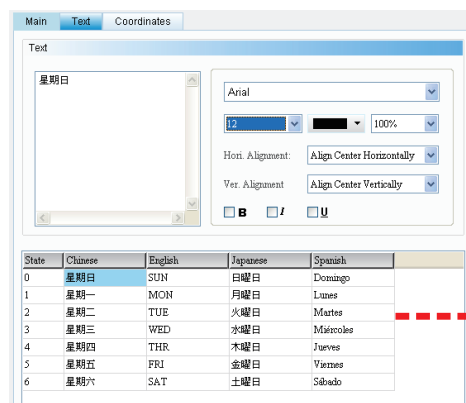 Main Text Coordinates
Text
星期日
Arial
12 100%
Hori. Alignment: Align Center Horizontally
Ver. Alignment Align Center Vertically
B I U
State Chinese English Japanese Spanish
0 星期日 SUN 日曜日 Domingo
1 星期一 MON 月曜日 Lunes
2 星期二 TUE 火曜日 Martes
3 星期三 WED 水曜日 Miércoles
4 星期四 THR 木曜日 Jueves
5 星期五 FRI 金曜日 Viernes
6 星期六 SAT 土曜日 Sábado